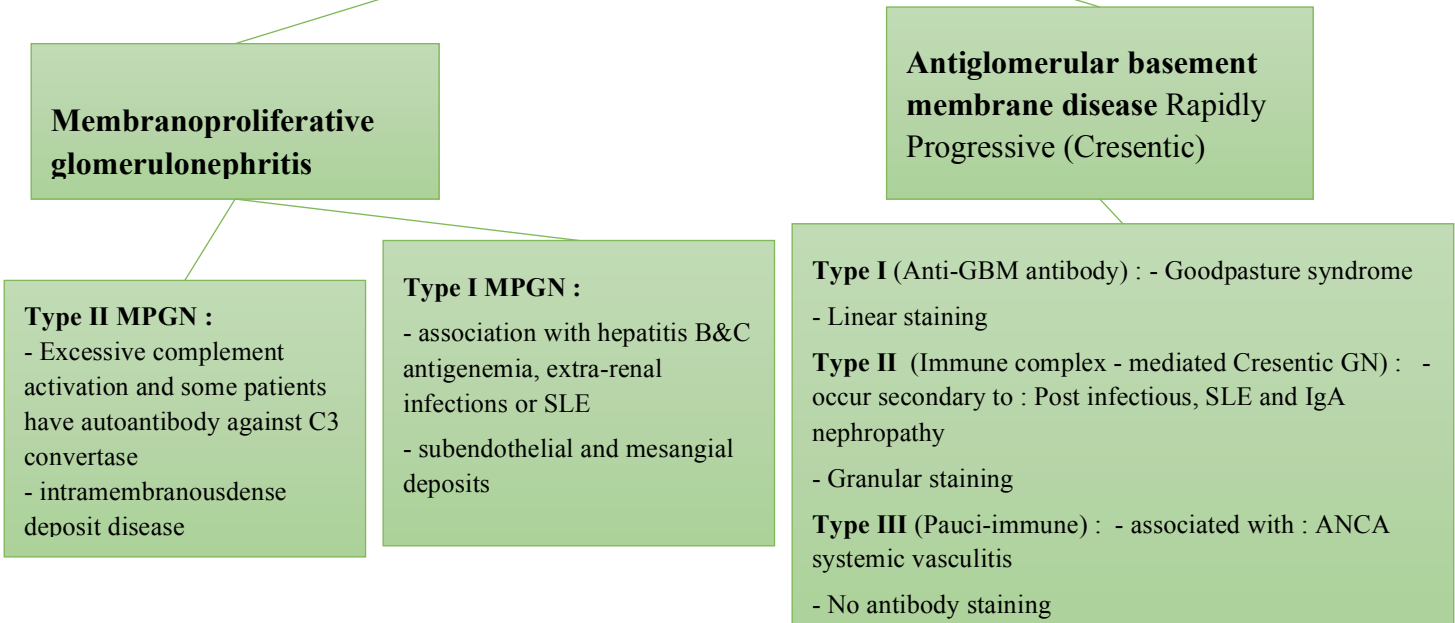 Membranoproliferative
glomerulonephritis
Antiglomerular basement
membrane disease Rapidly
Progressive (Cresentic)
Type II MPGN :
- Excessive complement
activation and some patients
have autoantibody against C3
convertase
- intramembranousdense
deposit disease
Type I MPGN :
- association with hepatitis B&C
antigenemia, extra-renal
infections or SLE
- subendothelial and mesangial
deposits
Type I (Anti-GBM antibody) : - Goodpasture syndrome
- Linear staining
Type II (Immune complex - mediated Cresentic GN) : -
occur secondary to : Post infectious, SLE and IgA
nephropathy
- Granular staining
Type III (Pauci-immune) : - associated with : ANCA
systemic vasculitis
- No antibody staining